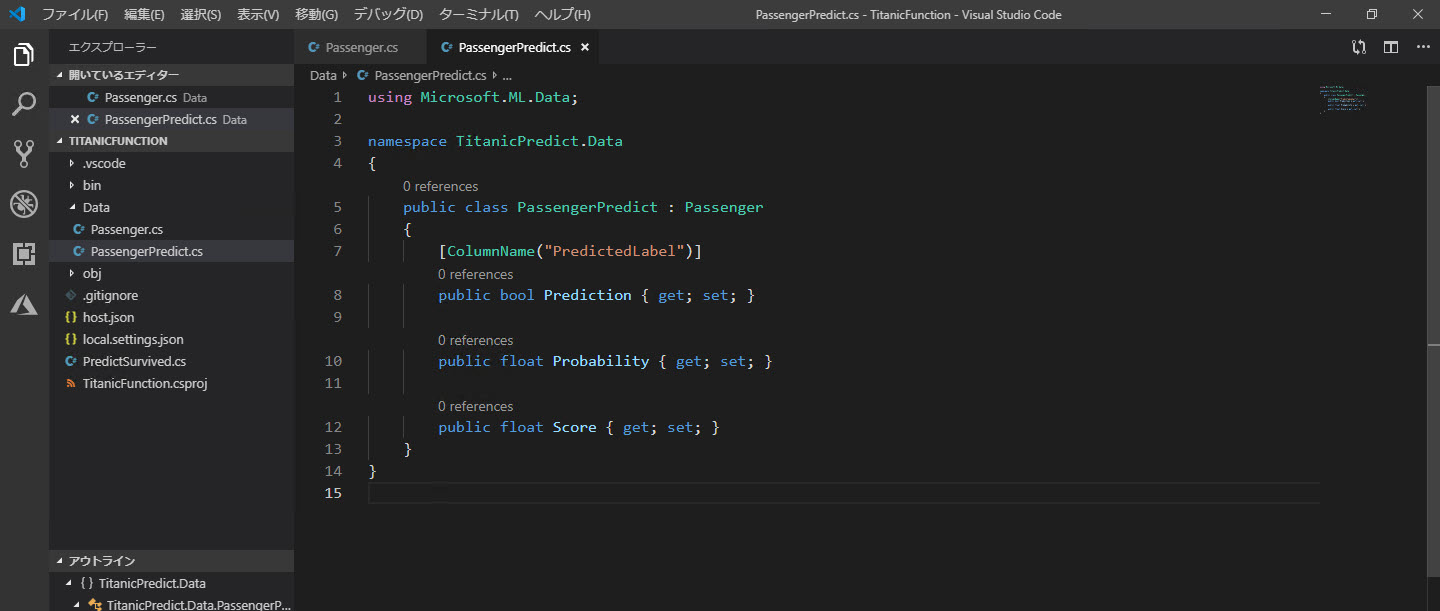 ファイル(F) 編集(E) 選択(S) 表示(V) 移動(G) デバッグ(D) ターミナル(T) ヘルプ(H) PassengerPredict.cs - TitanicFunction - Visual Studio Code
エクスプローラー
開いているエディター
Passenger.cs Data
PassengerPredict.cs Data
TITANICFUNCTION
.vscode
bin
Data
Passenger.cs
PassengerPredict.cs
obj
.gitignore
host.json
local.settings.json
PredictSurvived.cs
TitanicFunction.csproj
アウトライン
{ } TitanicPredict.Data
TitanicPredict.Data.PassengerP...
Passenger.cs PassengerPredict.cs
Data PassengerPredict.cs ...
1 using Microsoft.ML.Data;
2
3 namespace TitanicPredict.Data
4 {
0 references
5 public class PassengerPredict : Passenger
6 {
7 [ColumnName("PredictedLabel")]
0 references
8 public bool Prediction { get; set; }
9
0 references
10 public float Probability { get; set; }
11
0 references
12 public float Score { get; set; }
13 }
14 }
15